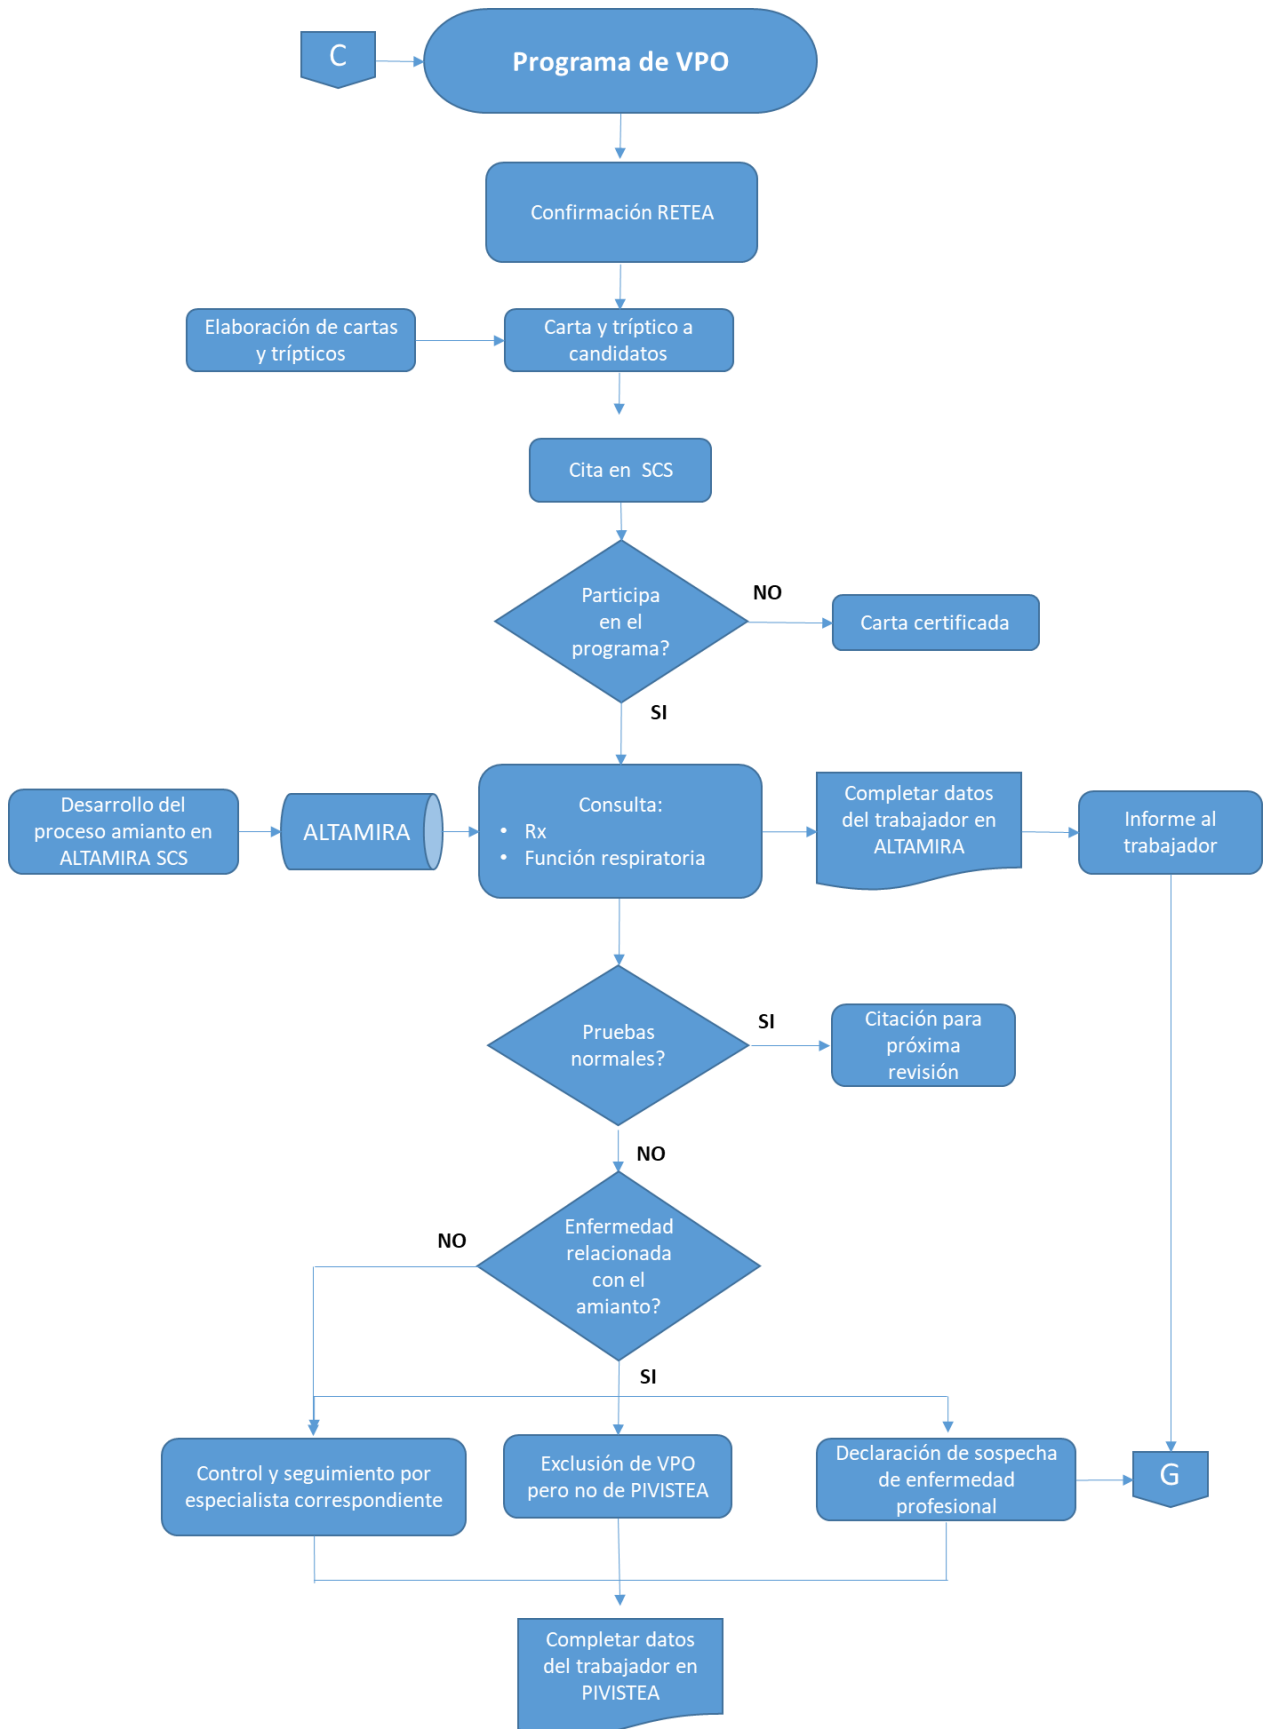 C
Programa de VPO
Confirmación RETEA
Elaboración de cartas
y trípticos
Carta y tríptico a
candidatos
Cita en SCS
Participa
en el
programa?
NO
Carta certificada
SI
Desarrollo del
proceso amianto en
ALTAMIRA SCS
ALTAMIRA
Consulta:
• Rx
• Función respiratoria
Completar datos
del trabajador en
ALTAMIRA
Informe al
trabajador
Pruebas
normales?
SI
Citación para
próxima
revisión
NO
Enfermedad
relacionada
con el
amianto?
NO
SI
Control y seguimiento por
especialista correspondiente
Exclusión de VPO
pero no de PIVISTEA
Declaración de sospecha
de enfermedad
profesional
G
Completar datos
del trabajador en
PIVISTEA